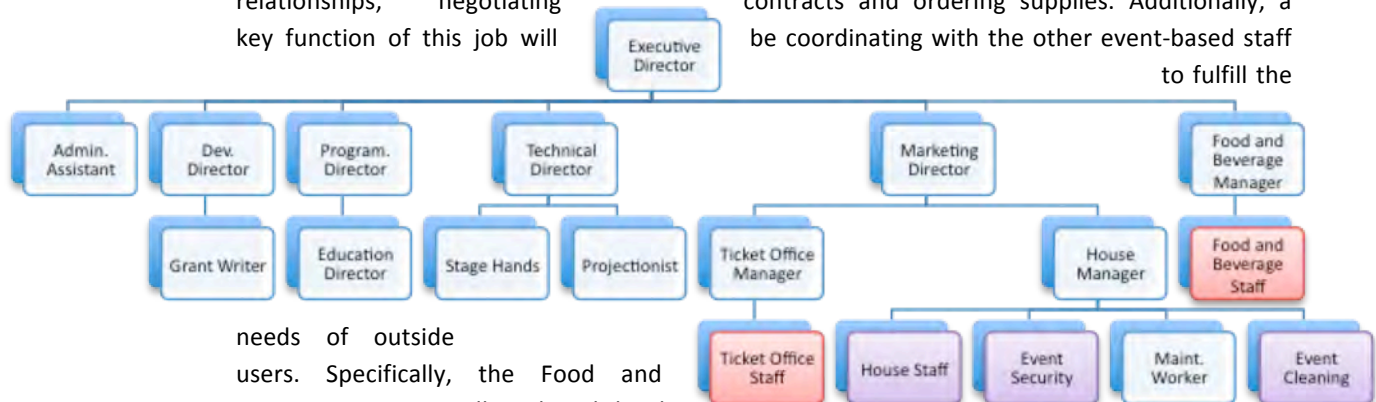 relationships, negotiating contracts and ordering supplies. Additionally, a
key function of this job will be coordinating with the other event-based staff
to fulfill the
Executive
Director
Admin.
Assistant
Dev.
Director
Program.
Director
Technical
Director
Marketing
Director
Food and
Beverage
Manager
Grant Writer
Education
Director
Stage Hands
Projectionist
Ticket Office
Manager
House
Manager
Food and
Beverage
Staff
needs of outside
users. Specifically, the Food and
Ticket Office
Staff
House Staff
Event
Security
Maint.
Worker
Event
Cleaning